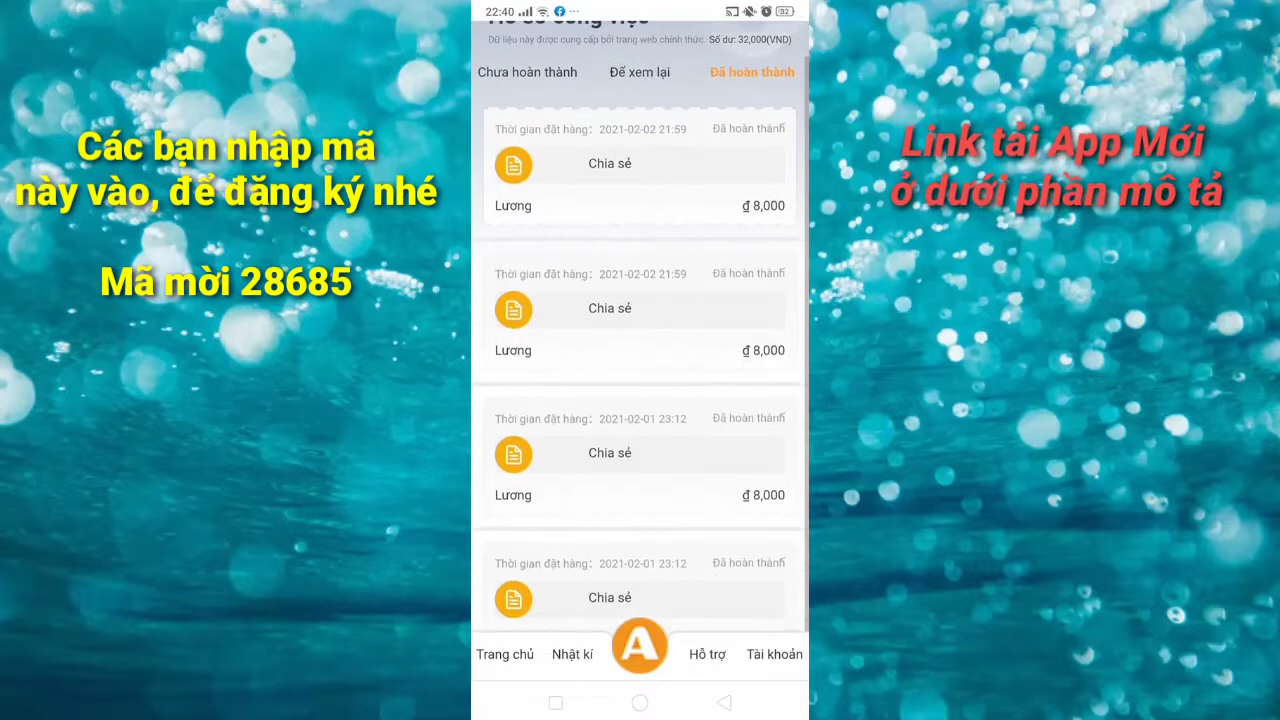 Các bạn nhập mã
này vào, để đăng ký nhé
Mã mời 28685
22:40
92
Dữ liệu này được cung cấp bởi trang web chính thức. Số dư: 32,000(VND)
Chưa hoàn thành Để xem lại Đã hoàn thành
Thời gian đặt hàng: 2021-02-02 21:59 Đã hoàn thành
Chia sẻ
Lương ₫ 8,000
Thời gian đặt hàng: 2021-02-02 21:59 Đã hoàn thành
Chia sẻ
Lương ₫ 8,000
Thời gian đặt hàng: 2021-02-01 23:12 Đã hoàn thành
Chia sẻ
Lương ₫ 8,000
Thời gian đặt hàng: 2021-02-01 23:12 Đã hoàn thành
Chia sẻ
Trang chủ Nhật kí A Hỗ trợ Tài khoản
Link tải App Mới
ở dưới phần mô tả